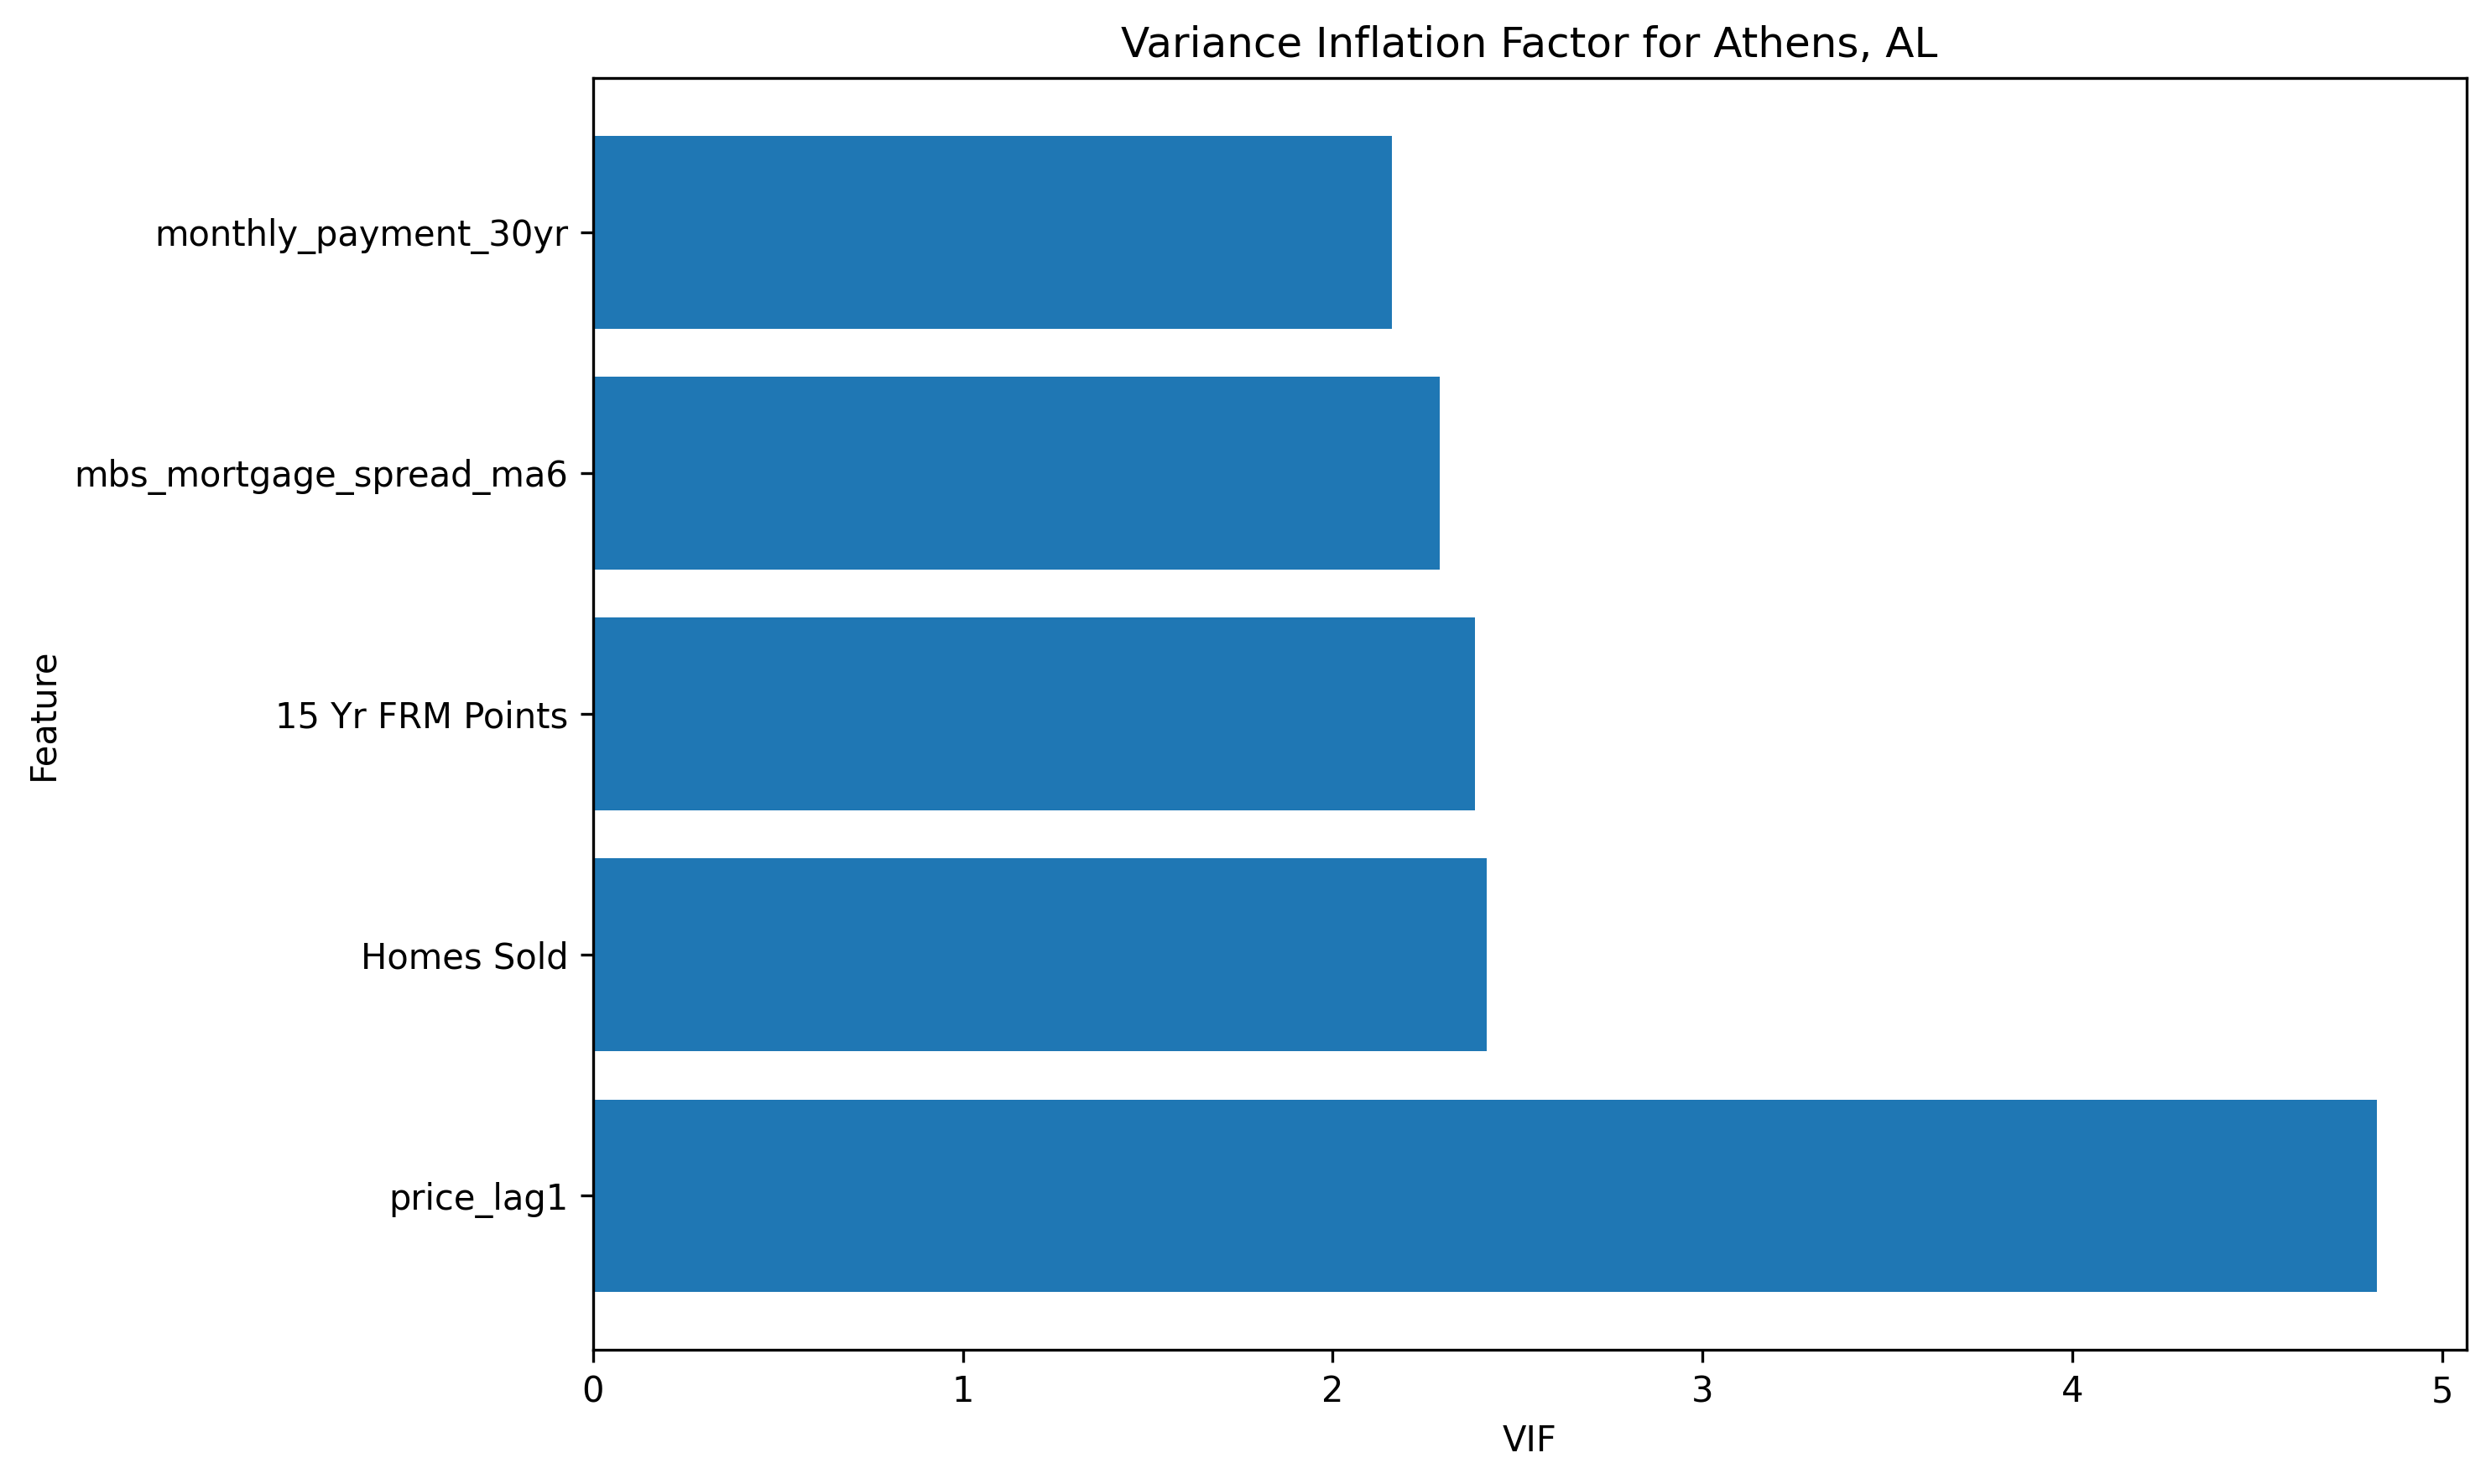 Variance Inflation Factor for Athens, AL
Feature
monthly_payment_30yr
mbs_mortgage_spread_ma6
15 Yr FRM Points
Homes Sold
price_lag1
0 1 2 3 4 5
VIF